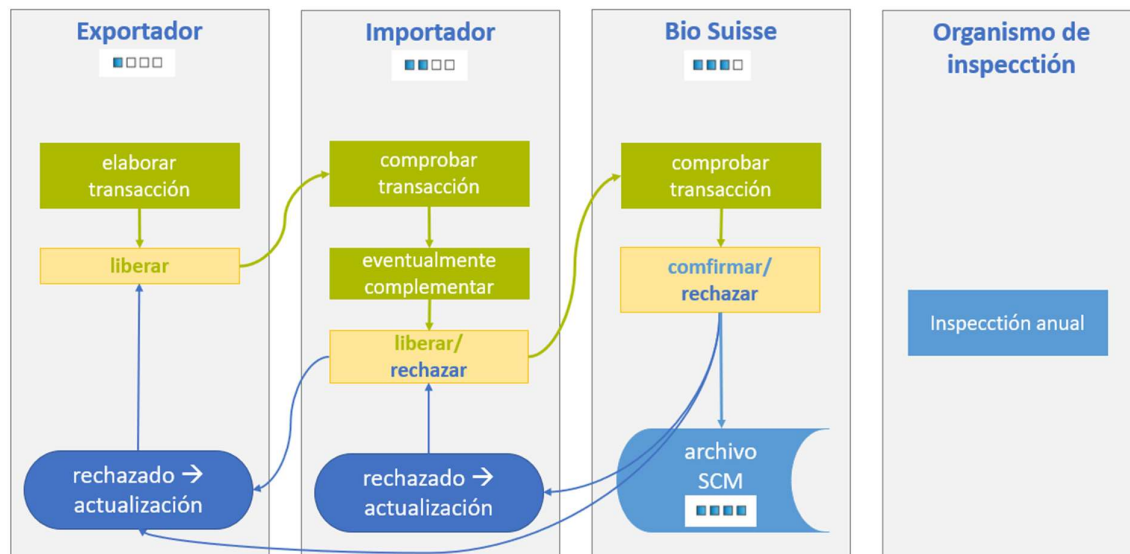 Exportador
elaborar
transacción
liberar
rechazado →
actualización
Importador
comprobar
transacción
eventualmente
complementar
liberar/
rechazar
rechazado →
actualización
Bio Suisse
comprobar
transacción
comfirmar/
rechazar
archivo
SCM
Organismo de
inspecctión
Inspecctión anual